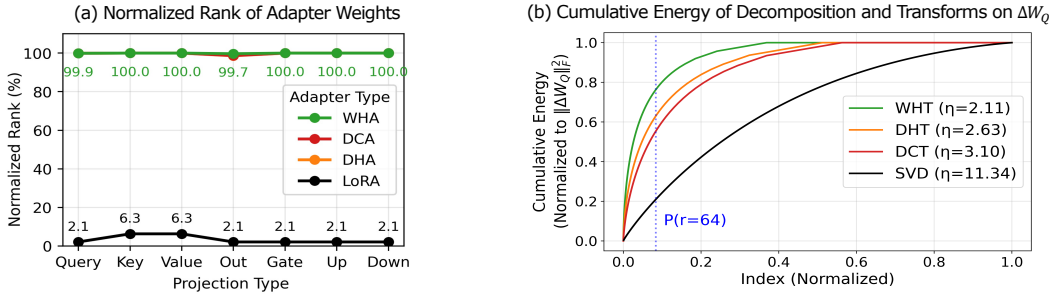 (a) Normalized Rank of Adapter Weights
Normalized Rank (%)
100
80
60
40
20
0
99.9 100.0 100.0 99.7 100.0 100.0 100.0
Adapter Type
WHA
DCA
DHA
LoRA
2.1 6.3 6.3 2.1 2.1 2.1 2.1
Query Key Value Out Gate Up Down
Projection Type
(b) Cumulative Energy of Decomposition and Transforms on ΔW_Q
Cumulative Energy
(Normalized to ‖ΔW_Q‖²_F)
1.0
0.8
0.6
0.4
0.2
0.0
WHT (η=2.11)
DHT (η=2.63)
DCT (η=3.10)
SVD (η=11.34)
P(r=64)
0.0 0.2 0.4 0.6 0.8 1.0
Index (Normalized)